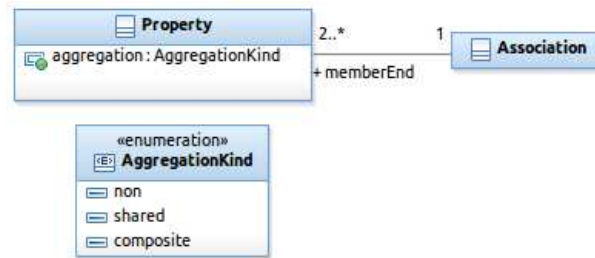 Property
aggregation : AggregationKind
2..*
1
+ memberEnd
Association
«enumeration»
<E> AggregationKind
non
shared
composite